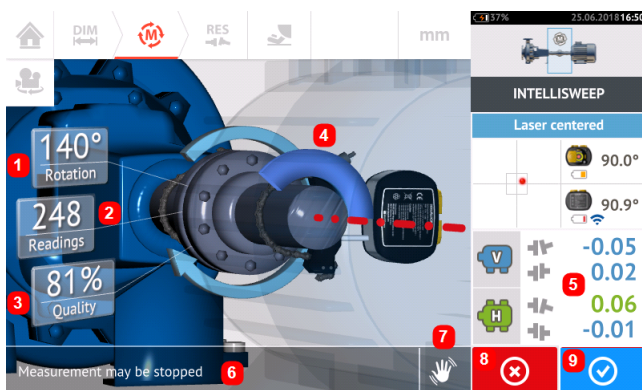 DIM
M
RES
mm
37%
25.06.2018 16:50
INTELLISWEEP
Laser centered
90.0°
90.9°
V
-0.05
0.02
H
0.06
-0.01
5
1
140°
Rotation
2
248
Readings
3
81%
Quality
4
6
Measurement may be stopped
7
8
9